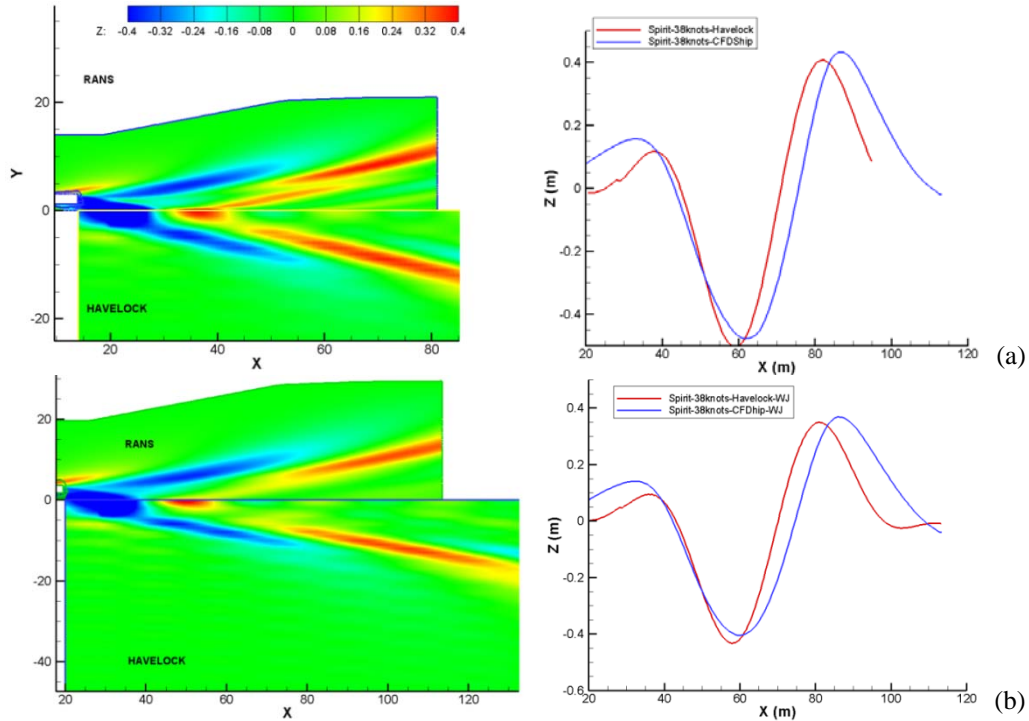 Z: -0.4 -0.32 -0.24 -0.16 -0.08 0 0.08 0.16 0.24 0.32 0.4
RANS
20
Y
0
HAVELOCK
-20
20 40 60 80
X
Spirit-38knots-Havelock
Spirit-38knots-CFDShip
0.4
0.2
Z (m)
0
-0.2
-0.4
20 40 60 80 100 120
X (m)
(a)
20
RANS
0
-20
HAVELOCK
-40
20 40 60 80 100 120
X
Spirit-38knots-Havelock-WJ
Spirit-38knots-CFDhip-WJ
0.4
0.2
Z (m)
0
-0.2
-0.4
-0.6
20 40 60 80 100 120
X (m)
(b)